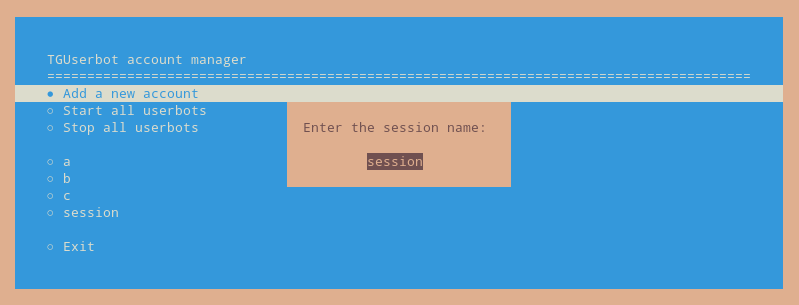 TGUserbot account manager
========================================================================================
● Add a new account
○ Start all userbots
○ Stop all userbots
Enter the session name:
session
○ a
○ b
○ c
○ session
○ Exit